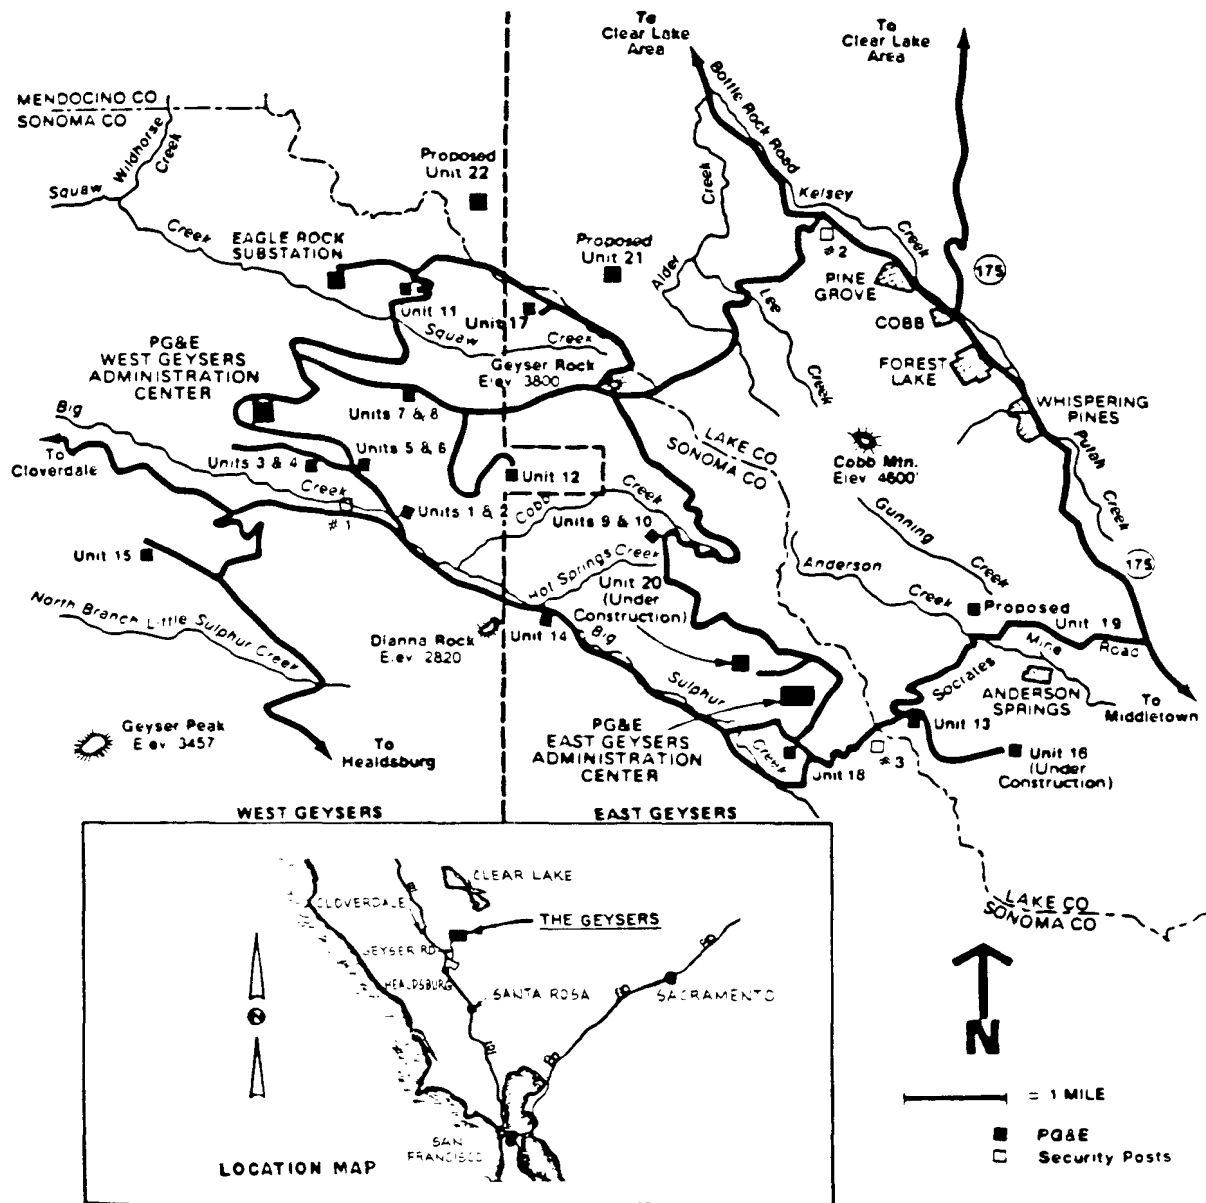 To
Clear Lake
Area
To
Clear Lake
Area
MENDOCINO CO
SONOMA CO
Wildhorse
Creek
Squaw
Creek
Proposed
Unit 22
EAGLE ROCK
SUBSTATION
Unit 11
Unit 17
Squaw
Creek
Proposed
Unit 21
Bottle Rock Road
Kelsey
Creek
Creek
Alder
Lee
Creek
#2
PINE
GROVE
175
COBB
FOREST
LAKE
WHISPERING
PINES
Putah
Creek
PG&E
WEST GEYSERS
ADMINISTRATION
CENTER
Geyser Rock
Elev 3800
Units 7 & 8
Units 5 & 6
Units 3 & 4
Big
Creek
To
Cloverdale
#1
Units 1 & 2
Unit 12
Cobb
Creek
Units 9 & 10
LAKE CO
SONOMA CO
Cobb Mtn.
Elev 4600'
Gunning
Creek
Anderson
Creek
175
Unit 15
North Branch Little Sulphur Creek
Hot Springs Creek
Unit 20
(Under
Construction)
Dianna Rock
Elev 2820
Unit 14
Big
Sulphur
Creek
Proposed
Unit 19
Socrates
Mine
Road
ANDERSON
SPRINGS
To
Middletown
Geyser Peak
Elev 3457
To
Healdsburg
PG&E
EAST GEYSERS
ADMINISTRATION
CENTER
Unit 18
#3
Unit 13
Unit 16
(Under
Construction)
WEST GEYSERS
EAST GEYSERS
LAKE CO
SONOMA CO
CLEAR LAKE
CLOVERDALE
THE GEYSERS
GEYSER RD
HEALDSBURG
SANTA ROSA
SACRAMENTO
101
101
80
80
80
N
SAN
FRANCISCO
LOCATION MAP
N
= 1 MILE
PG&E
Security Posts